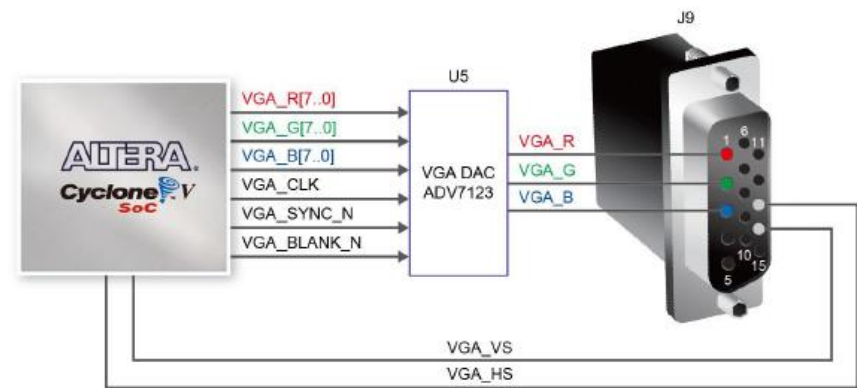 J9
U5
VGA_R[7..0]
VGA_G[7..0]
VGA_B[7..0]
VGA_CLK
VGA_SYNC_N
VGA_BLANK_N
ALTERA.
Cyclone V
SoC
VGA DAC
ADV7123
VGA_R
VGA_G
VGA_B
1
6
11
5
10
15
VGA_VS
VGA_HS